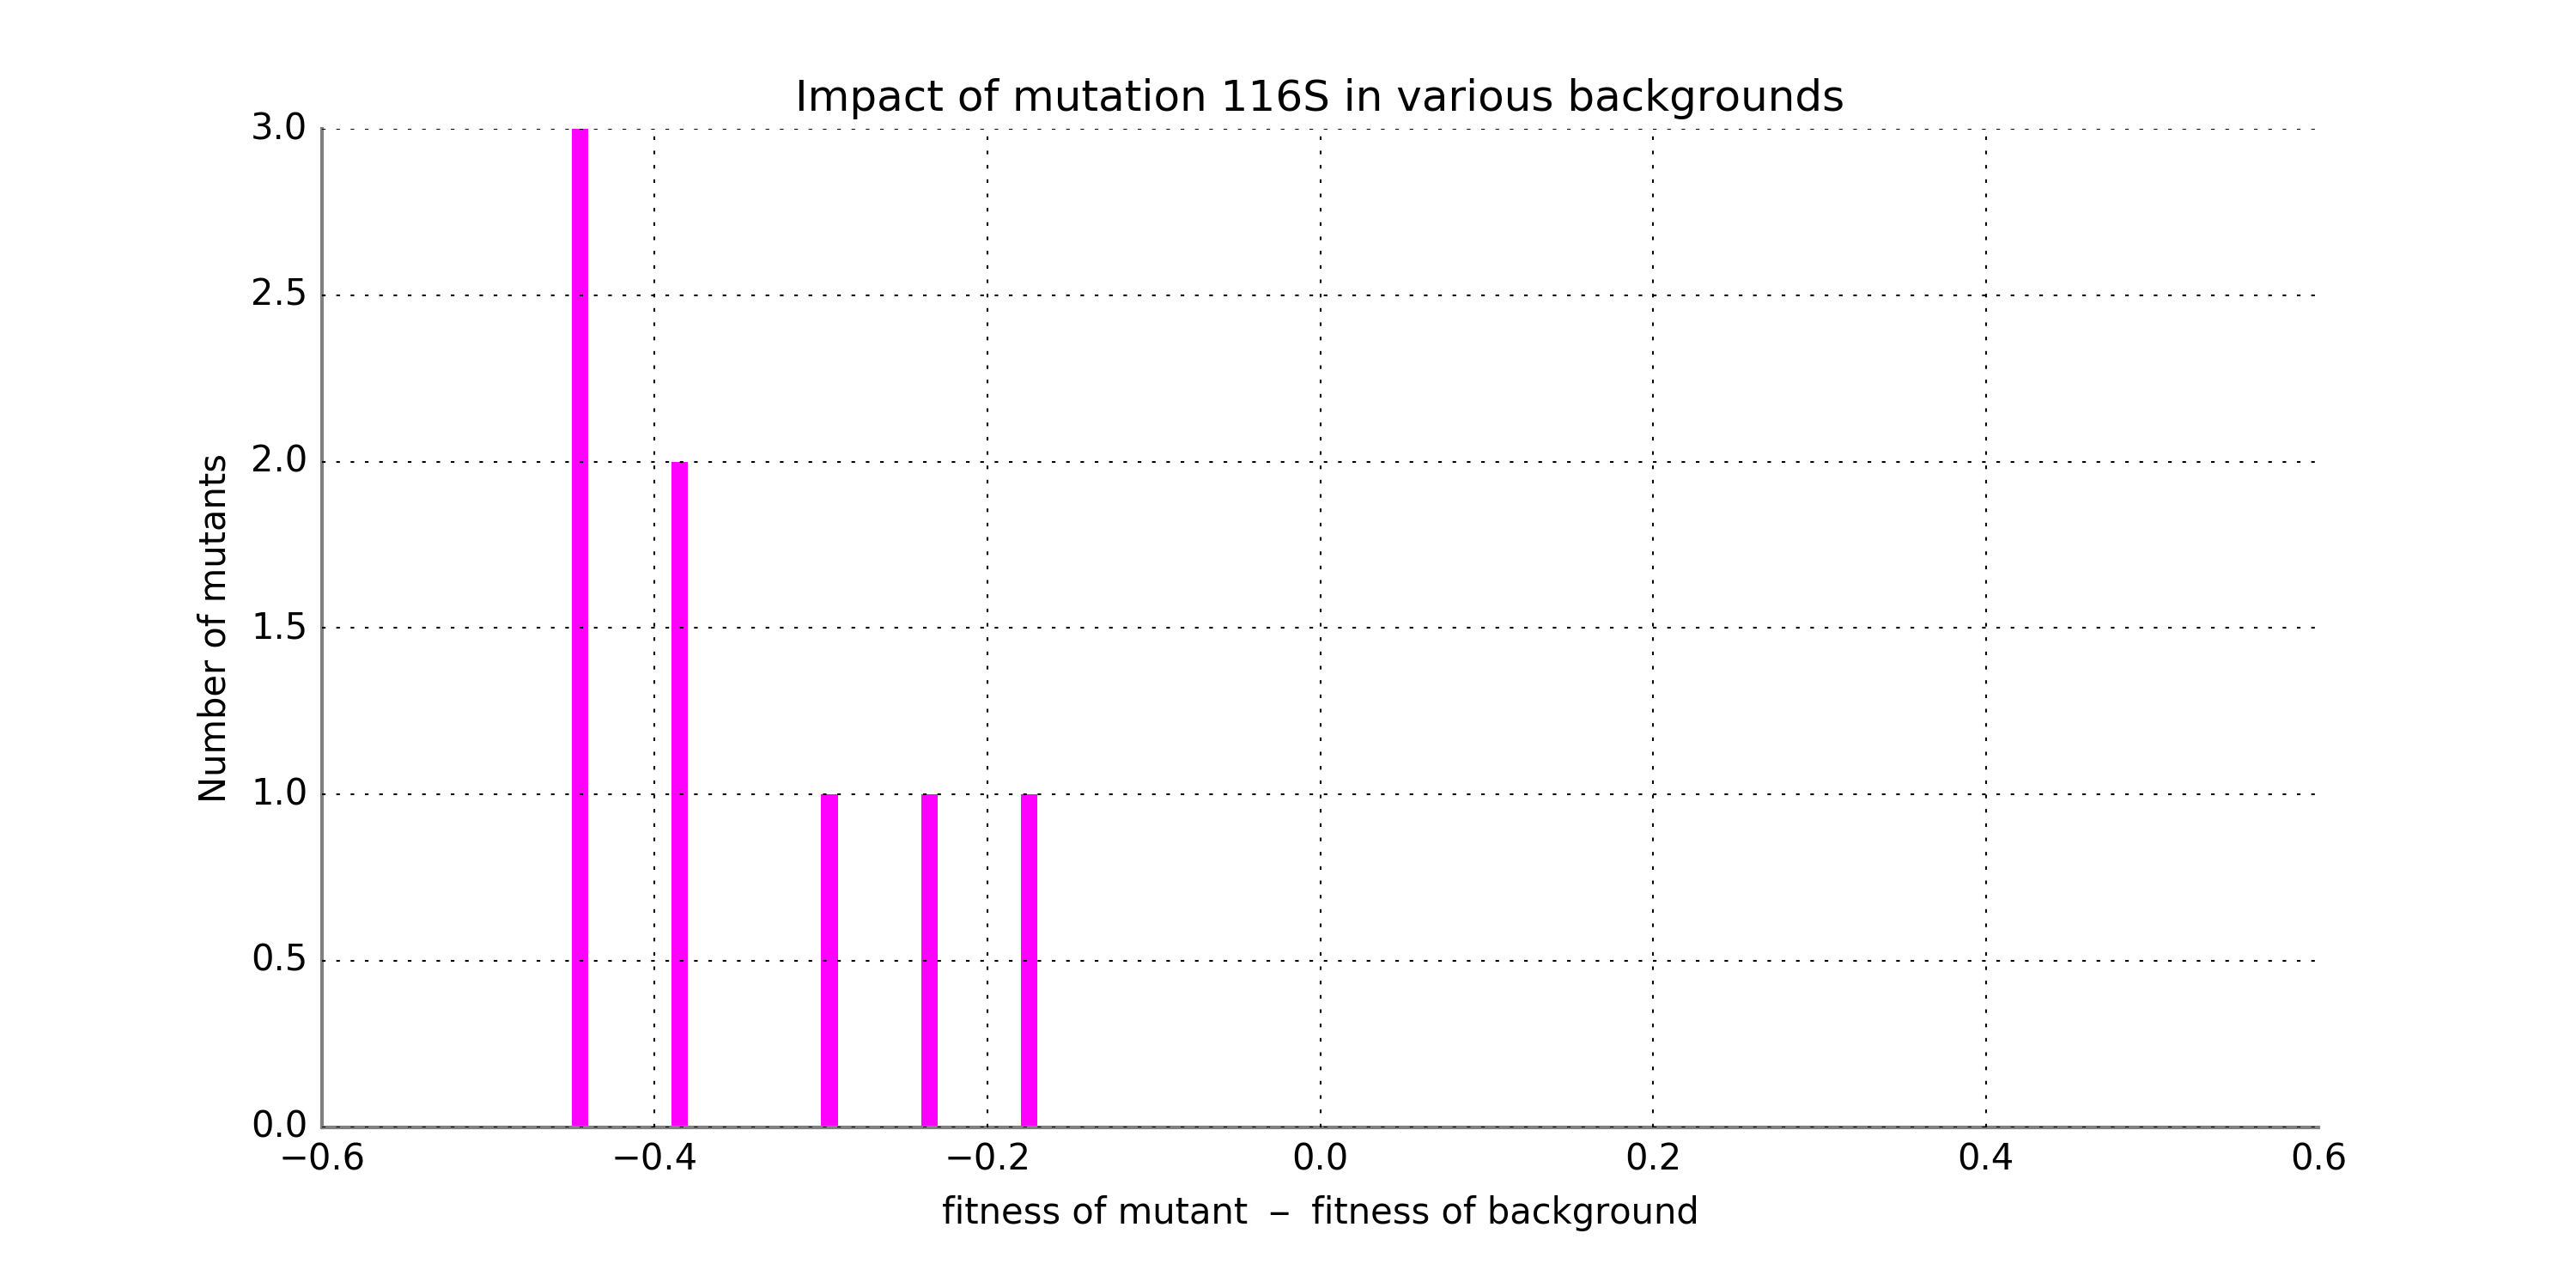 Impact of mutation 116S in various backgrounds
3.0
2.5
2.0
1.5
1.0
0.5
0.0
Number of mutants
−0.6 −0.4 −0.2 0.0 0.2 0.4 0.6
fitness of mutant − fitness of background